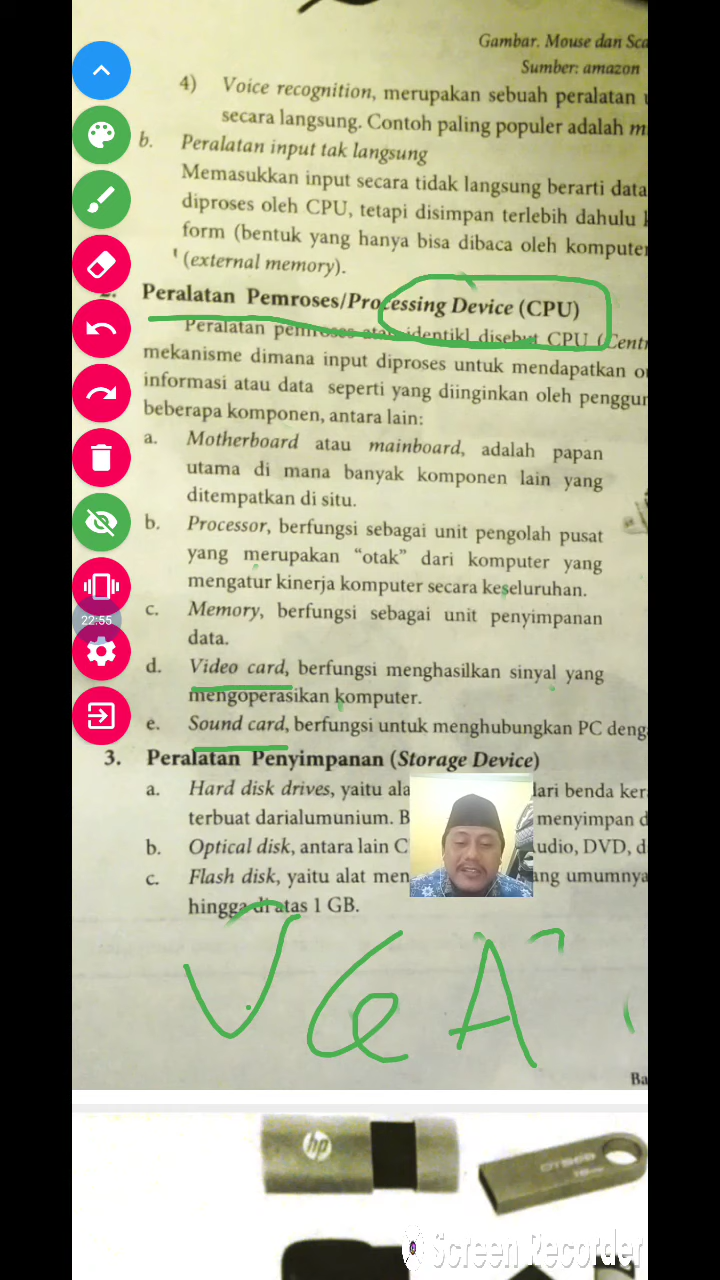 Gambar. Mouse dan Sca
Sumber: amazon
4) Voice recognition, merupakan sebuah peralatan
secara langsung. Contoh paling populer adalah m
b. Peralatan input tak langsung
Memasukkan input secara tidak langsung berarti data
diproses oleh CPU, tetapi disimpan terlebih dahulu
form (bentuk yang hanya bisa dibaca oleh komputer
(external memory).
2. Peralatan Pemroses/Processing Device (CPU)
Peralatan pemroses atau identikl disebut CPU (Centr
mekanisme dimana input diproses untuk mendapatkan ou
informasi atau data seperti yang diinginkan oleh penggun
beberapa komponen, antara lain:
a. Motherboard atau mainboard, adalah papan
utama di mana banyak komponen lain yang
ditempatkan di situ.
b. Processor, berfungsi sebagai unit pengolah pusat
yang merupakan “otak” dari komputer yang
mengatur kinerja komputer secara keseluruhan.
22:55
c. Memory, berfungsi sebagai unit penyimpanan
data.
d. Video card, berfungsi menghasilkan sinyal yang
mengoperasikan komputer.
e. Sound card, berfungsi untuk menghubungkan PC deng
3. Peralatan Penyimpanan (Storage Device)
a. Hard disk drives, yaitu ala dari benda ker
terbuat darialumunium. B menyimpan d
b. Optical disk, antara lain C udio, DVD, d
c. Flash disk, yaitu alat men ang umumnya
hingga di atas 1 GB.
VGA
Ba
hp
Screen Recorder